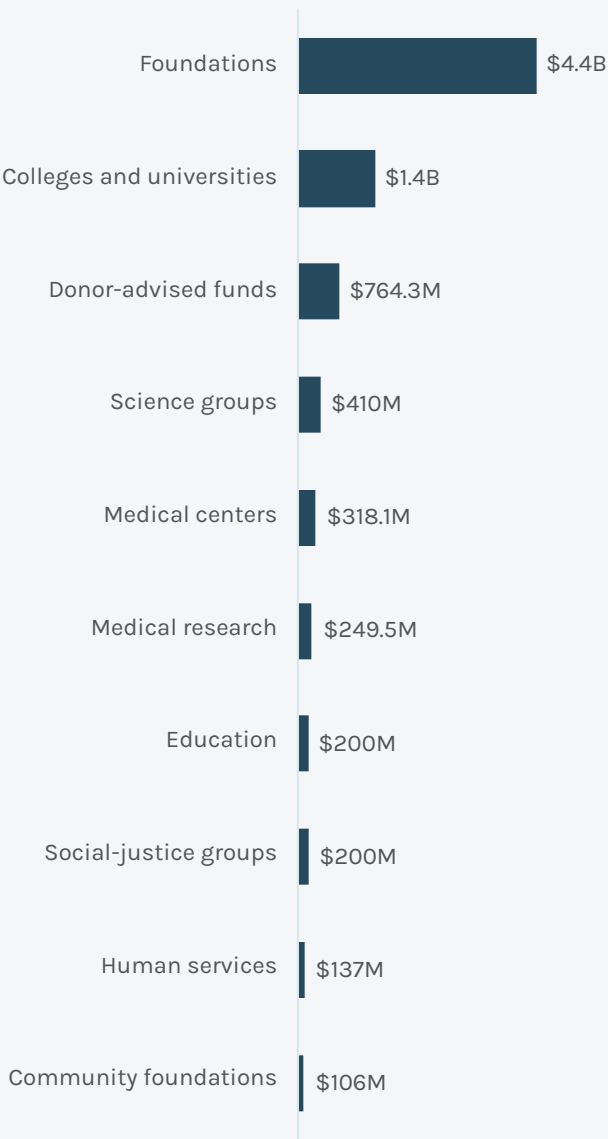 Foundations $4.4B
Colleges and universities $1.4B
Donor-advised funds $764.3M
Science groups $410M
Medical centers $318.1M
Medical research $249.5M
Education $200M
Social-justice groups $200M
Human services $137M
Community foundations $106M